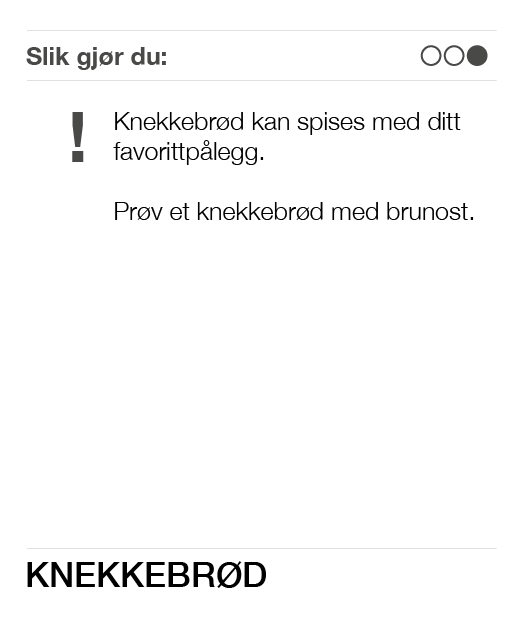 Slik gjør du:
! Knekkebrød kan spises med ditt
favorittpålegg.
Prøv et knekkebrød med brunost.
KNEKKEBRØD